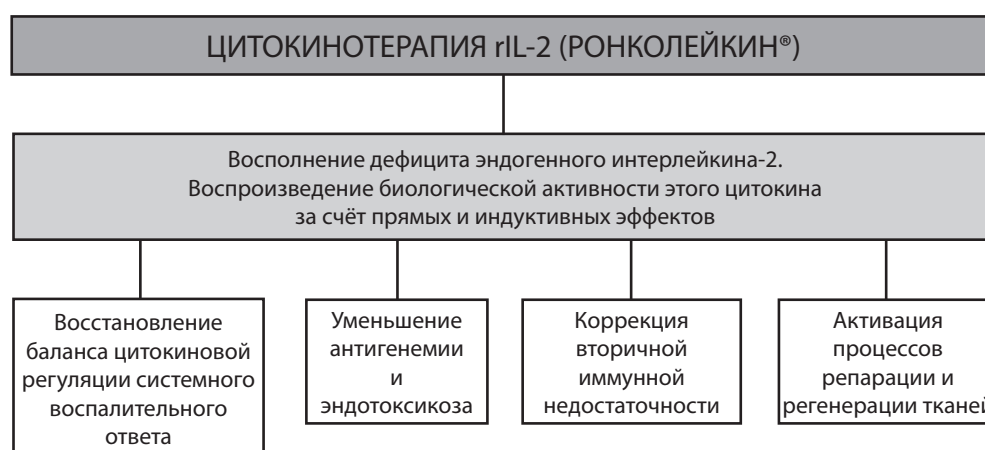 ЦИТОКИНОТЕРАПИЯ rIL-2 (РОНКОЛЕЙКИН®)
Восполнение дефицита эндогенного интерлейкина-2.
Воспроизведение биологической активности этого цитокина
за счёт прямых и индуктивных эффектов
Восстановление
баланса цитокиновой
регуляции системного
воспалительного
ответа
Уменьшение
антигенемии
и
эндотоксикоза
Коррекция
вторичной
иммунной
недостаточности
Активация
процессов
репарации и
регенерации тканей